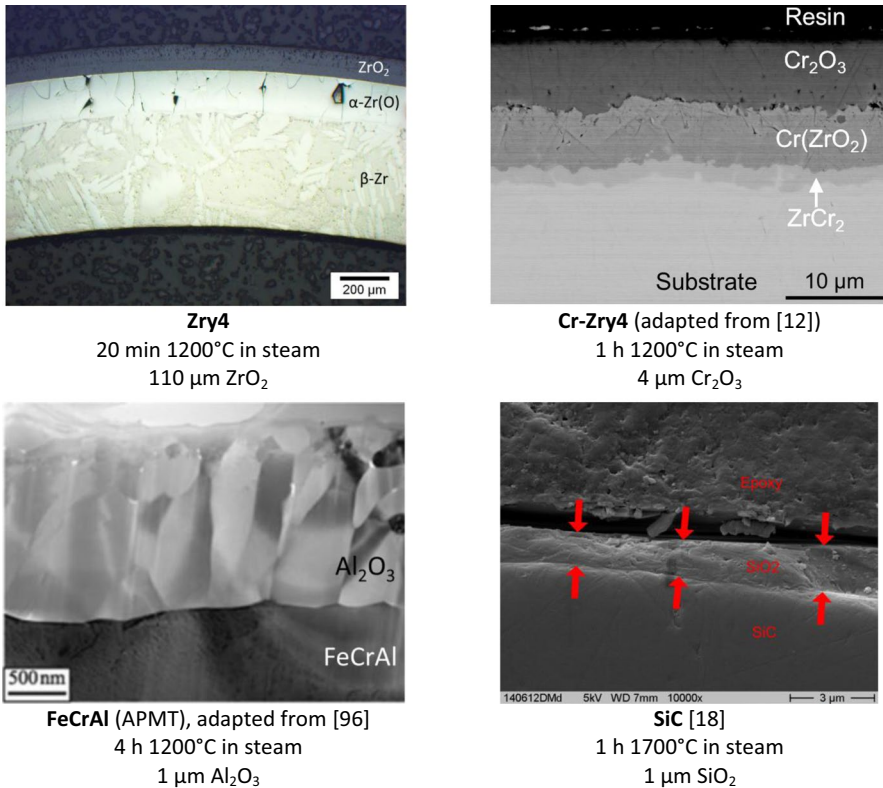 ZrO₂
α-Zr(O)
β-Zr
200 µm
Resin
Cr₂O₃
Cr(ZrO₂)
ZrCr₂
Substrate
10 µm
Zry4
20 min 1200°C in steam
110 µm ZrO₂
Cr-Zry4 (adapted from [12])
1 h 1200°C in steam
4 µm Cr₂O₃
Al₂O₃
FeCrAl
500nm
Epoxy
SiO2
SiC
140612DMd 5kV WD 7mm 10000x 3 µm
FeCrAl (APMT), adapted from [96]
4 h 1200°C in steam
1 µm Al₂O₃
SiC [18]
1 h 1700°C in steam
1 µm SiO₂